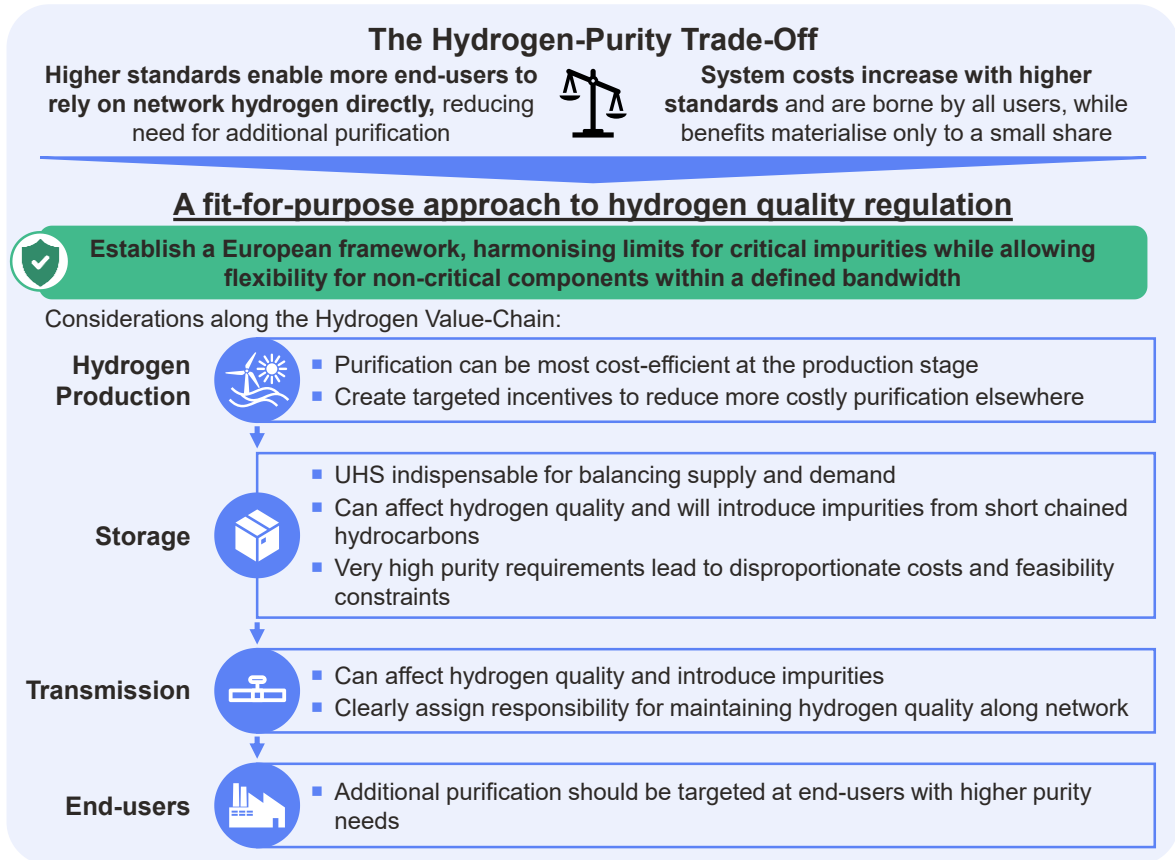 The Hydrogen-Purity Trade-Off
Higher standards enable more end-users to
rely on network hydrogen directly, reducing
need for additional purification
System costs increase with higher
standards and are borne by all users, while
benefits materialise only to a small share
A fit-for-purpose approach to hydrogen quality regulation
Establish a European framework, harmonising limits for critical impurities while allowing
flexibility for non-critical components within a defined bandwidth
Considerations along the Hydrogen Value-Chain:
Hydrogen
Production
▪ Purification can be most cost-efficient at the production stage
▪ Create targeted incentives to reduce more costly purification elsewhere
Storage
▪ UHS indispensable for balancing supply and demand
▪ Can affect hydrogen quality and will introduce impurities from short chained
hydrocarbons
▪ Very high purity requirements lead to disproportionate costs and feasibility
constraints
Transmission
▪ Can affect hydrogen quality and introduce impurities
▪ Clearly assign responsibility for maintaining hydrogen quality along network
End-users
▪ Additional purification should be targeted at end-users with higher purity
needs